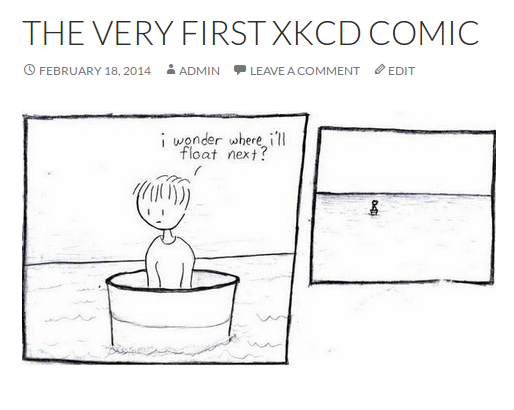 THE VERY FIRST XKCD COMIC
FEBRUARY 18, 2014 ADMIN LEAVE A COMMENT EDIT
i wonder where i'll
float next?